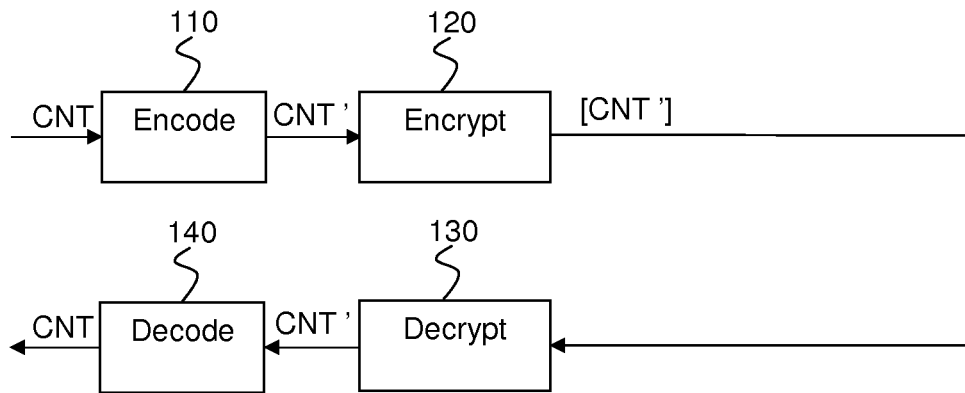 110
120
CNT
Encode
CNT '
Encrypt
[CNT ']
140
130
CNT
Decode
CNT '
Decrypt